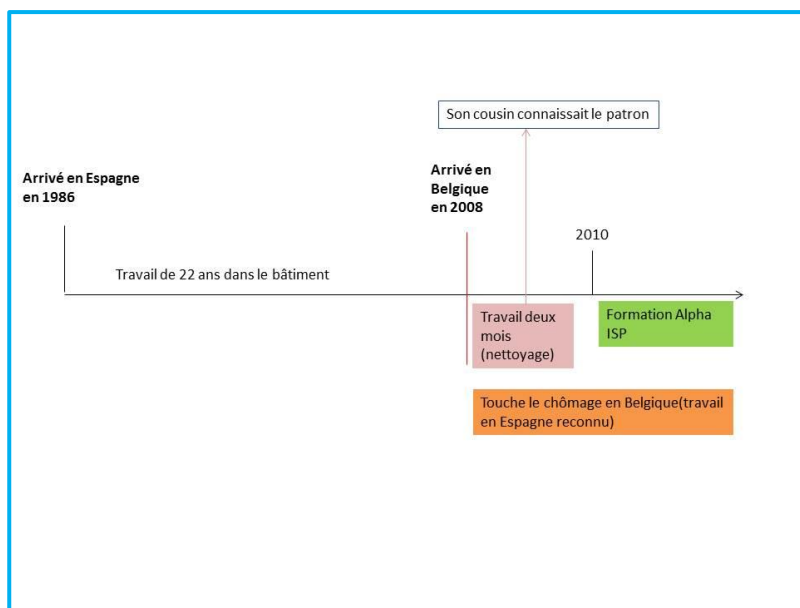 Son cousin connaissait le patron
Arrivé en Espagne
en 1986
Arrivé en
Belgique
en 2008
2010
Travail de 22 ans dans le bâtiment
Travail deux
mois
(nettoyage)
Formation Alpha
ISP
Touche le chômage en Belgique(travail
en Espagne reconnu)